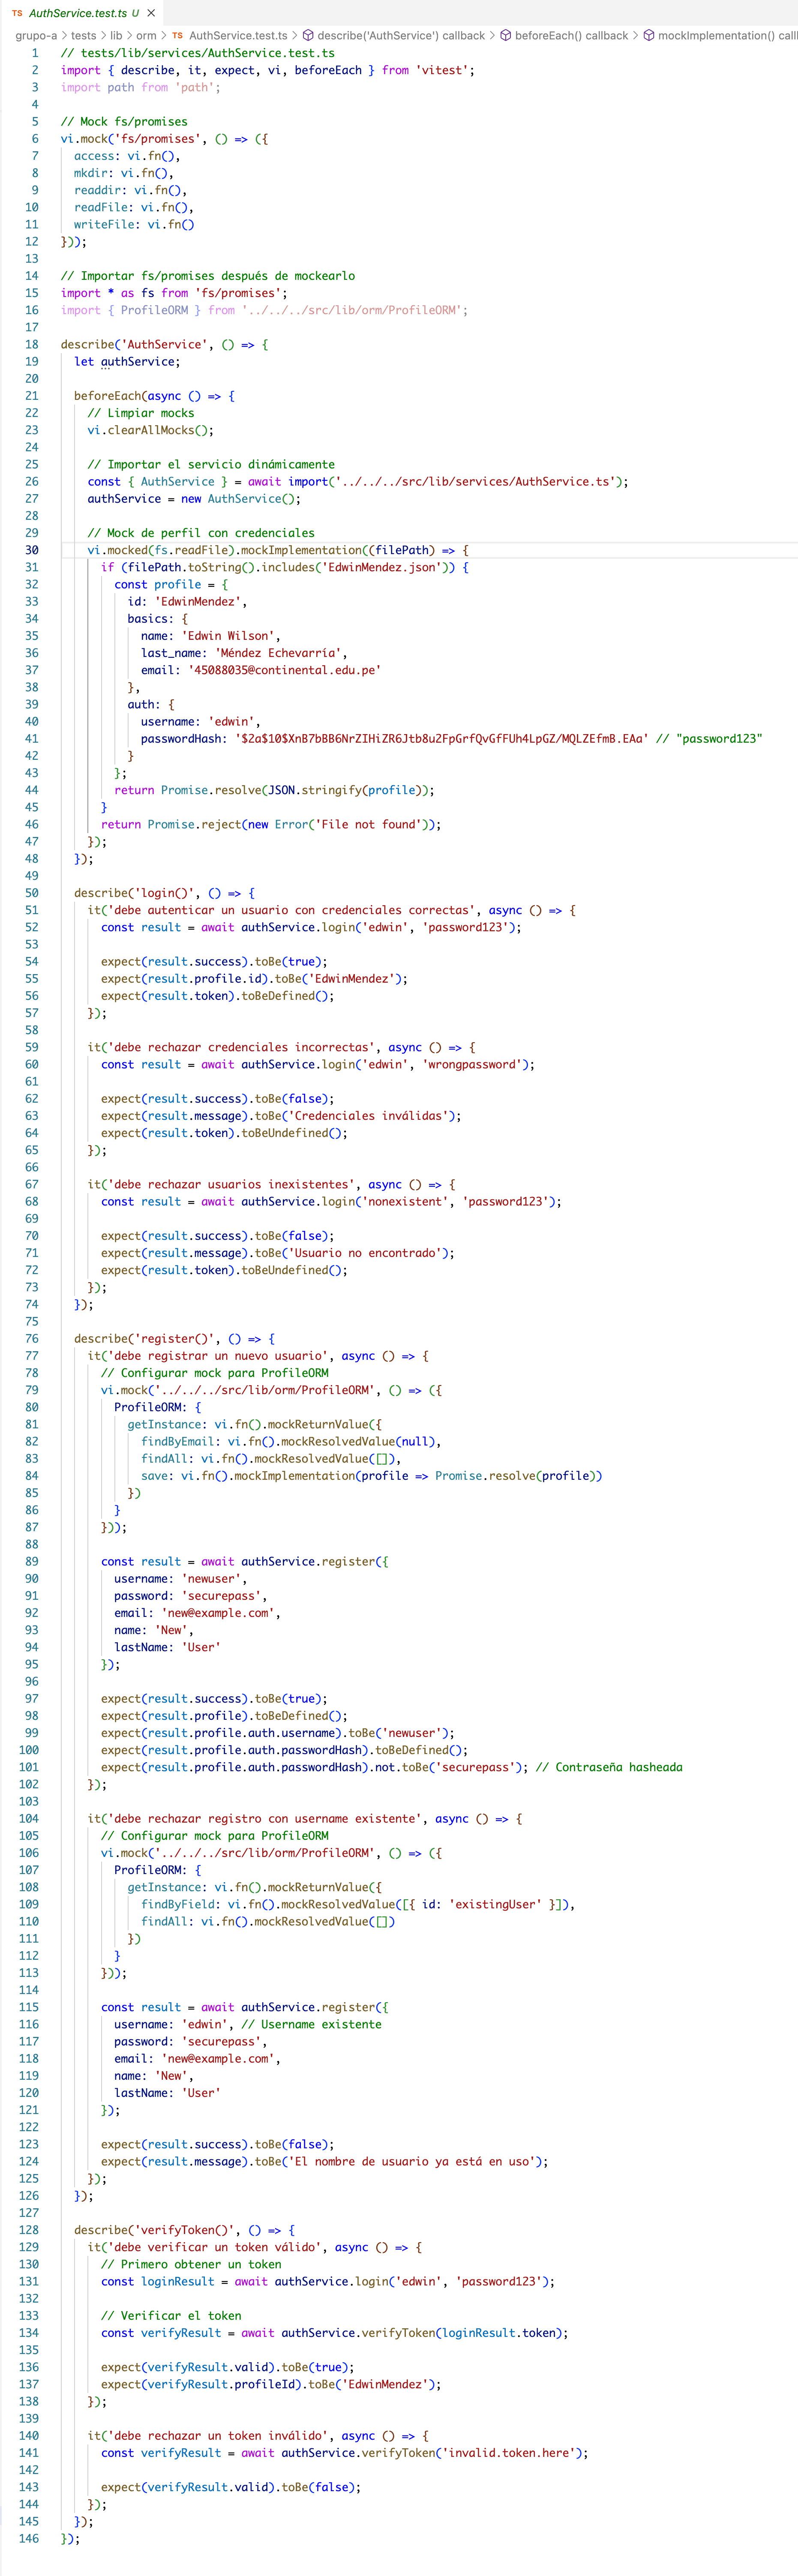 TS AuthService.test.ts U ×
grupo-a > tests > lib > orm > TS AuthService.test.ts > describe('AuthService') callback > beforeEach() callback > mockImplementation() call
1 // tests/lib/services/AuthService.test.ts
2 import { describe, it, expect, vi, beforeEach } from 'vitest';
3 import path from 'path';
4
5 // Mock fs/promises
6 vi.mock('fs/promises', () => ({
7   access: vi.fn(),
8   mkdir: vi.fn(),
9   readdir: vi.fn(),
10   readFile: vi.fn(),
11   writeFile: vi.fn()
12 }));
13
14 // Importar fs/promises después de mockearlo
15 import * as fs from 'fs/promises';
16 import { ProfileORM } from '../../../src/lib/orm/ProfileORM';
17
18 describe('AuthService', () => {
19   let authService;
20
21   beforeEach(async () => {
22     // Limpiar mocks
23     vi.clearAllMocks();
24
25     // Importar el servicio dinámicamente
26     const { AuthService } = await import('../../../src/lib/services/AuthService.ts');
27     authService = new AuthService();
28
29     // Mock de perfil con credenciales
30     vi.mocked(fs.readFile).mockImplementation((filePath) => {
31       if (filePath.toString().includes('EdwinMendez.json')) {
32         const profile = {
33           id: 'EdwinMendez',
34           basics: {
35             name: 'Edwin Wilson',
36             last_name: 'Méndez Echevarría',
37             email: '45088035@continental.edu.pe'
38           },
39           auth: {
40             username: 'edwin',
41             passwordHash: '$2a$10$XnB7bBB6NrZIHiZR6Jtb8u2FpGrfQvGfFUh4LpGZ/MQLZEfmB.EAa' // "password123"
42           }
43         };
44         return Promise.resolve(JSON.stringify(profile));
45       }
46       return Promise.reject(new Error('File not found'));
47     });
48   });
49
50   describe('login()', () => {
51     it('debe autenticar un usuario con credenciales correctas', async () => {
52       const result = await authService.login('edwin', 'password123');
53
54       expect(result.success).toBe(true);
55       expect(result.profile.id).toBe('EdwinMendez');
56       expect(result.token).toBeDefined();
57     });
58
59     it('debe rechazar credenciales incorrectas', async () => {
60       const result = await authService.login('edwin', 'wrongpassword');
61
62       expect(result.success).toBe(false);
63       expect(result.message).toBe('Credenciales inválidas');
64       expect(result.token).toBeUndefined();
65     });
66
67     it('debe rechazar usuarios inexistentes', async () => {
68       const result = await authService.login('nonexistent', 'password123');
69
70       expect(result.success).toBe(false);
71       expect(result.message).toBe('Usuario no encontrado');
72       expect(result.token).toBeUndefined();
73     });
74   });
75
76   describe('register()', () => {
77     it('debe registrar un nuevo usuario', async () => {
78       // Configurar mock para ProfileORM
79       vi.mock('../../../src/lib/orm/ProfileORM', () => ({
80         ProfileORM: {
81           getInstance: vi.fn().mockReturnValue({
82             findByEmail: vi.fn().mockResolvedValue(null),
83             findAll: vi.fn().mockResolvedValue([]),
84             save: vi.fn().mockImplementation(profile => Promise.resolve(profile))
85           })
86         }
87       }));
88
89       const result = await authService.register({
90         username: 'newuser',
91         password: 'securepass',
92         email: 'new@example.com',
93         name: 'New',
94         lastName: 'User'
95       });
96
97       expect(result.success).toBe(true);
98       expect(result.profile).toBeDefined();
99       expect(result.profile.auth.username).toBe('newuser');
100       expect(result.profile.auth.passwordHash).toBeDefined();
101       expect(result.profile.auth.passwordHash).not.toBe('securepass'); // Contraseña hasheada
102     });
103
104     it('debe rechazar registro con username existente', async () => {
105       // Configurar mock para ProfileORM
106       vi.mock('../../../src/lib/orm/ProfileORM', () => ({
107         ProfileORM: {
108           getInstance: vi.fn().mockReturnValue({
109             findByField: vi.fn().mockResolvedValue([{ id: 'existingUser' }]),
110             findAll: vi.fn().mockResolvedValue([])
111           })
112         }
113       }));
114
115       const result = await authService.register({
116         username: 'edwin', // Username existente
117         password: 'securepass',
118         email: 'new@example.com',
119         name: 'New',
120         lastName: 'User'
121       });
122
123       expect(result.success).toBe(false);
124       expect(result.message).toBe('El nombre de usuario ya está en uso');
125     });
126   });
127
128   describe('verifyToken()', () => {
129     it('debe verificar un token válido', async () => {
130       // Primero obtener un token
131       const loginResult = await authService.login('edwin', 'password123');
132
133       // Verificar el token
134       const verifyResult = await authService.verifyToken(loginResult.token);
135
136       expect(verifyResult.valid).toBe(true);
137       expect(verifyResult.profileId).toBe('EdwinMendez');
138     });
139
140     it('debe rechazar un token inválido', async () => {
141       const verifyResult = await authService.verifyToken('invalid.token.here');
142
143       expect(verifyResult.valid).toBe(false);
144     });
145   });
146 });